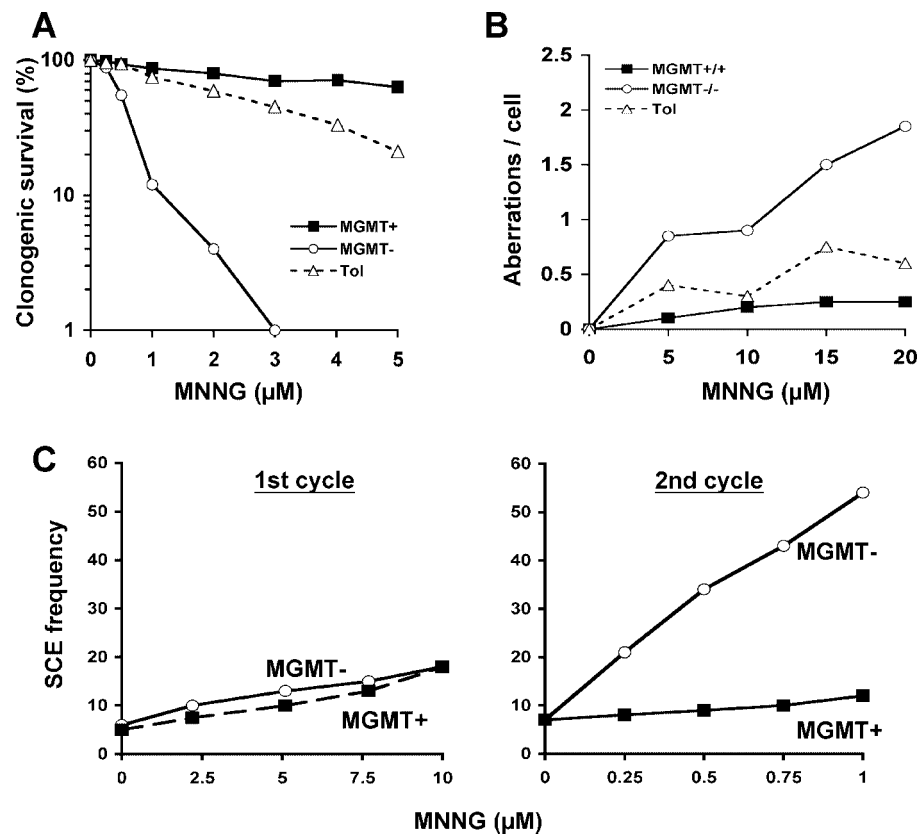 A
Clonogenic survival (%)
100
10
1
MGMT+
MGMT-
Tol
0 1 2 3 4 5
MNNG (µM)
B
Aberrations / cell
2.5
2
1.5
1
0.5
0
MGMT+/+
MGMT-/-
Tol
0 5 10 15 20
MNNG (µM)
C
SCE frequency
1st cycle
60
50
40
30
20
10
0
MGMT-
MGMT+
0 2.5 5 7.5 10
2nd cycle
60
50
40
30
20
10
0
MGMT-
MGMT+
0 0.25 0.5 0.75 1
MNNG (µM)